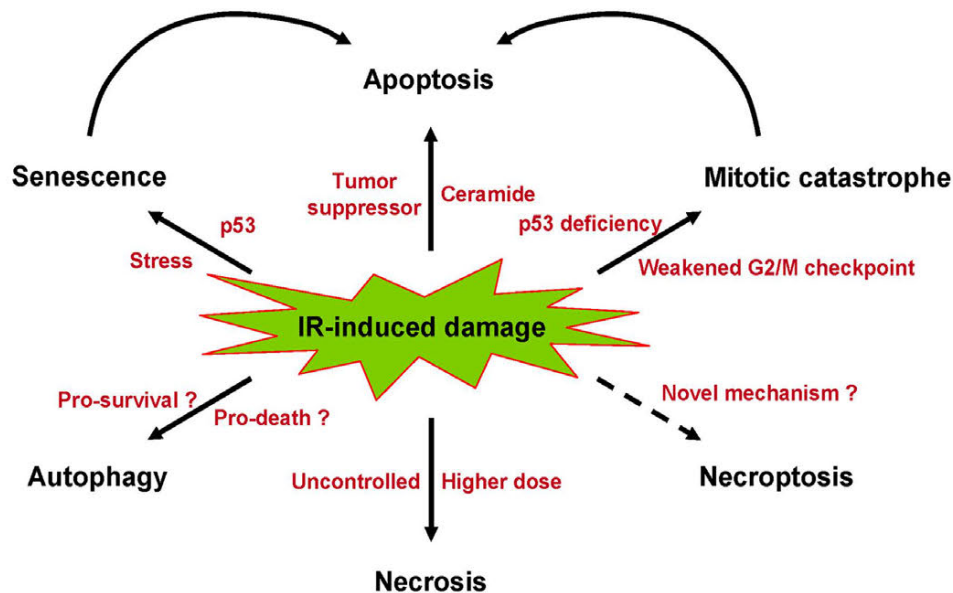 Apoptosis
Senescence
Mitotic catastrophe
Tumor
suppressor
Ceramide
p53
Stress
p53 deficiency
Weakened G2/M checkpoint
IR-induced damage
Pro-survival ?
Pro-death ?
Novel mechanism ?
Autophagy
Uncontrolled
Higher dose
Necroptosis
Necrosis